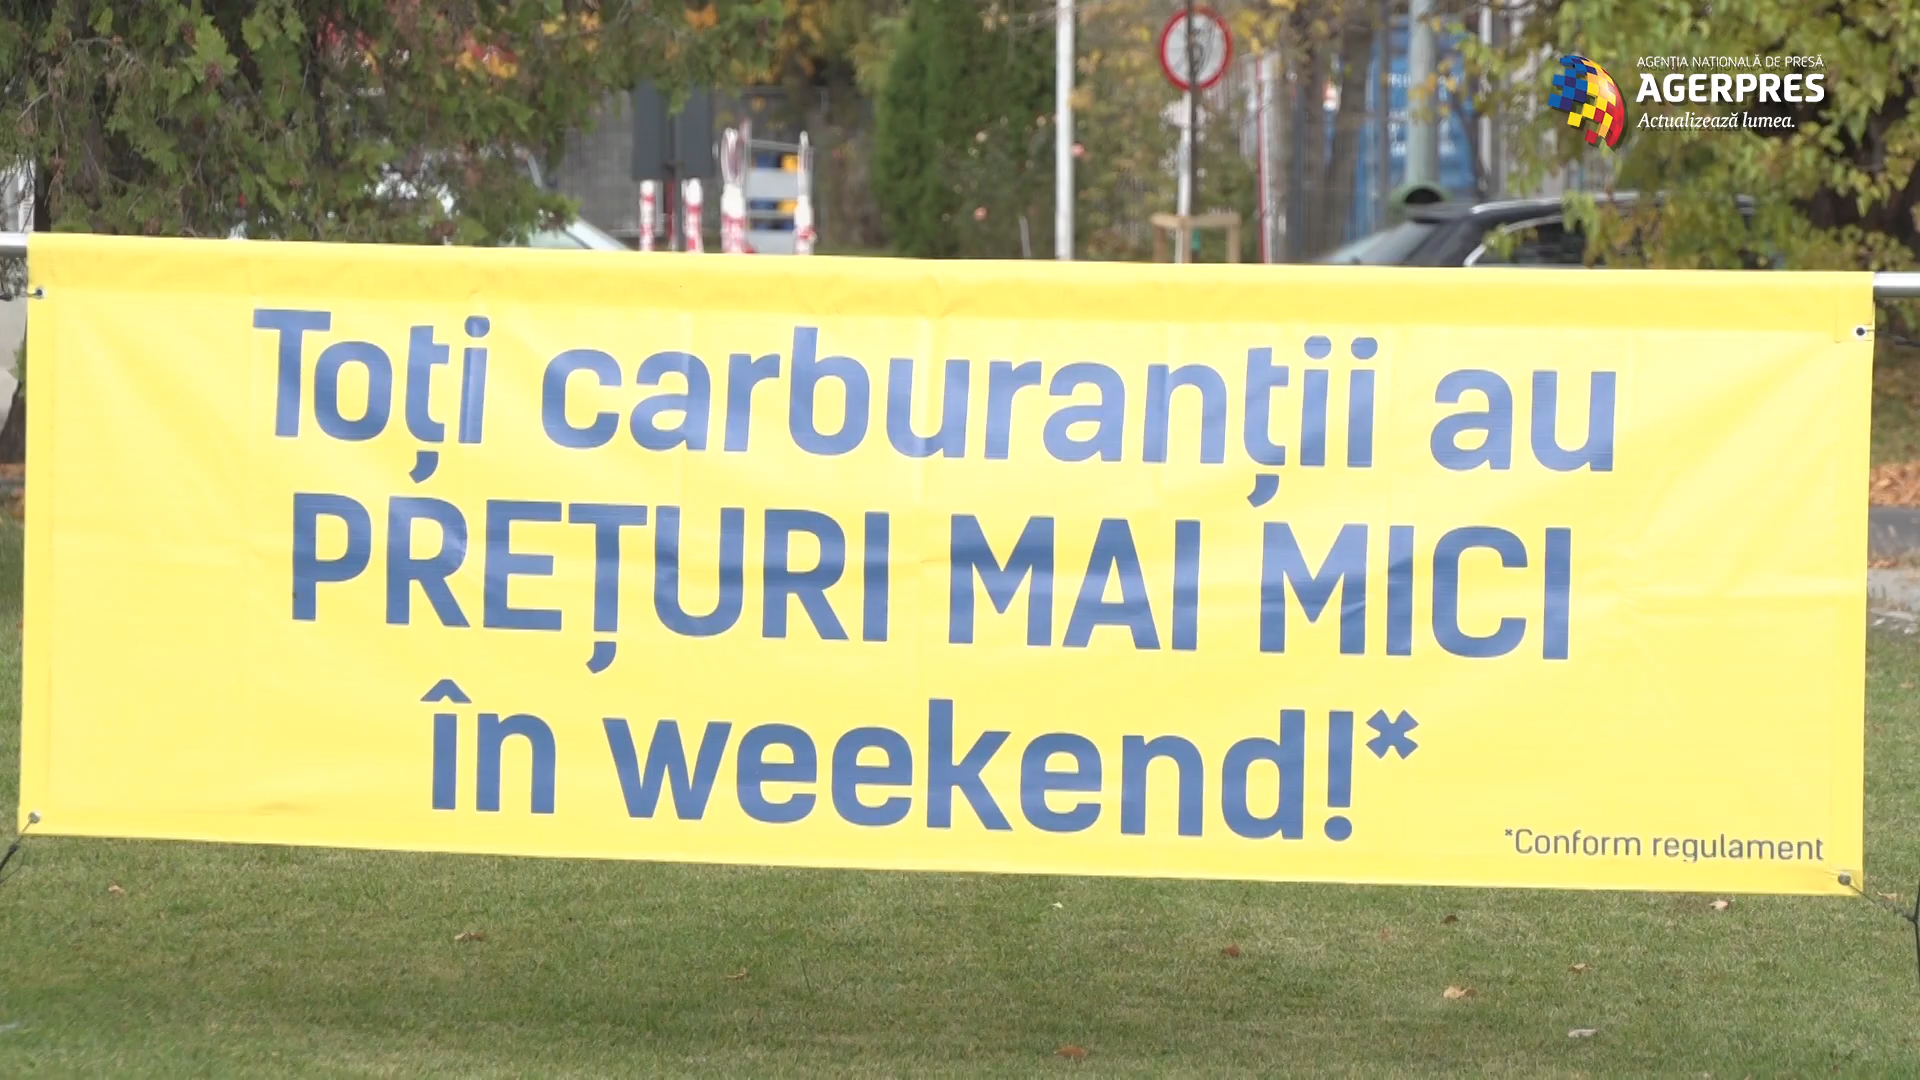 AGENȚIA NAȚIONALĂ DE PRESĂ
AGERPRES
Actualizează lumea.
Toți carburanții au
PREȚURI MAI MICI
în weekend!*
*Conform regulament